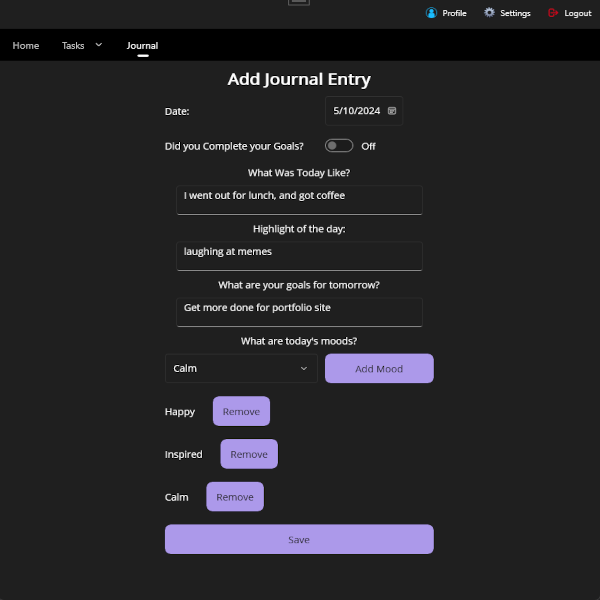 Profile Settings Logout
Home Tasks Journal
Add Journal Entry
Date: 5/10/2024
Did you Complete your Goals? Off
What Was Today Like?
I went out for lunch, and got coffee
Highlight of the day:
laughing at memes
What are your goals for tomorrow?
Get more done for portfolio site
What are today's moods?
Calm Add Mood
Happy Remove
Inspired Remove
Calm Remove
Save